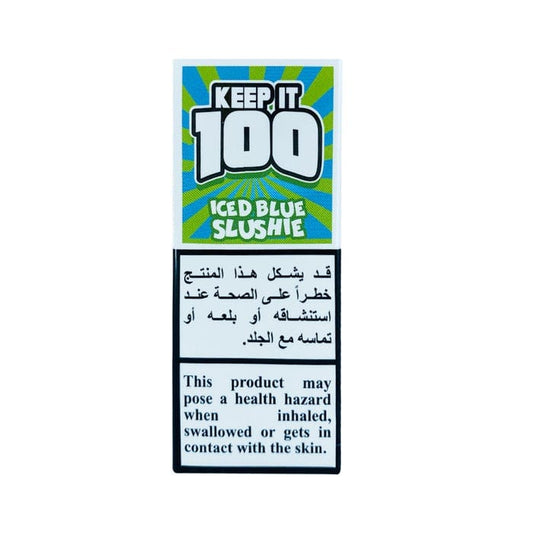 KEEP IT
100
ICED BLUE
SLUSHIE
قد يشكل هذا المنتج
خطراً على الصحة عند
استنشاقه أو بلعه أو
تماسه مع الجلد.
This product may
pose a health hazard
when inhaled,
swallowed or gets in
contact with the skin.